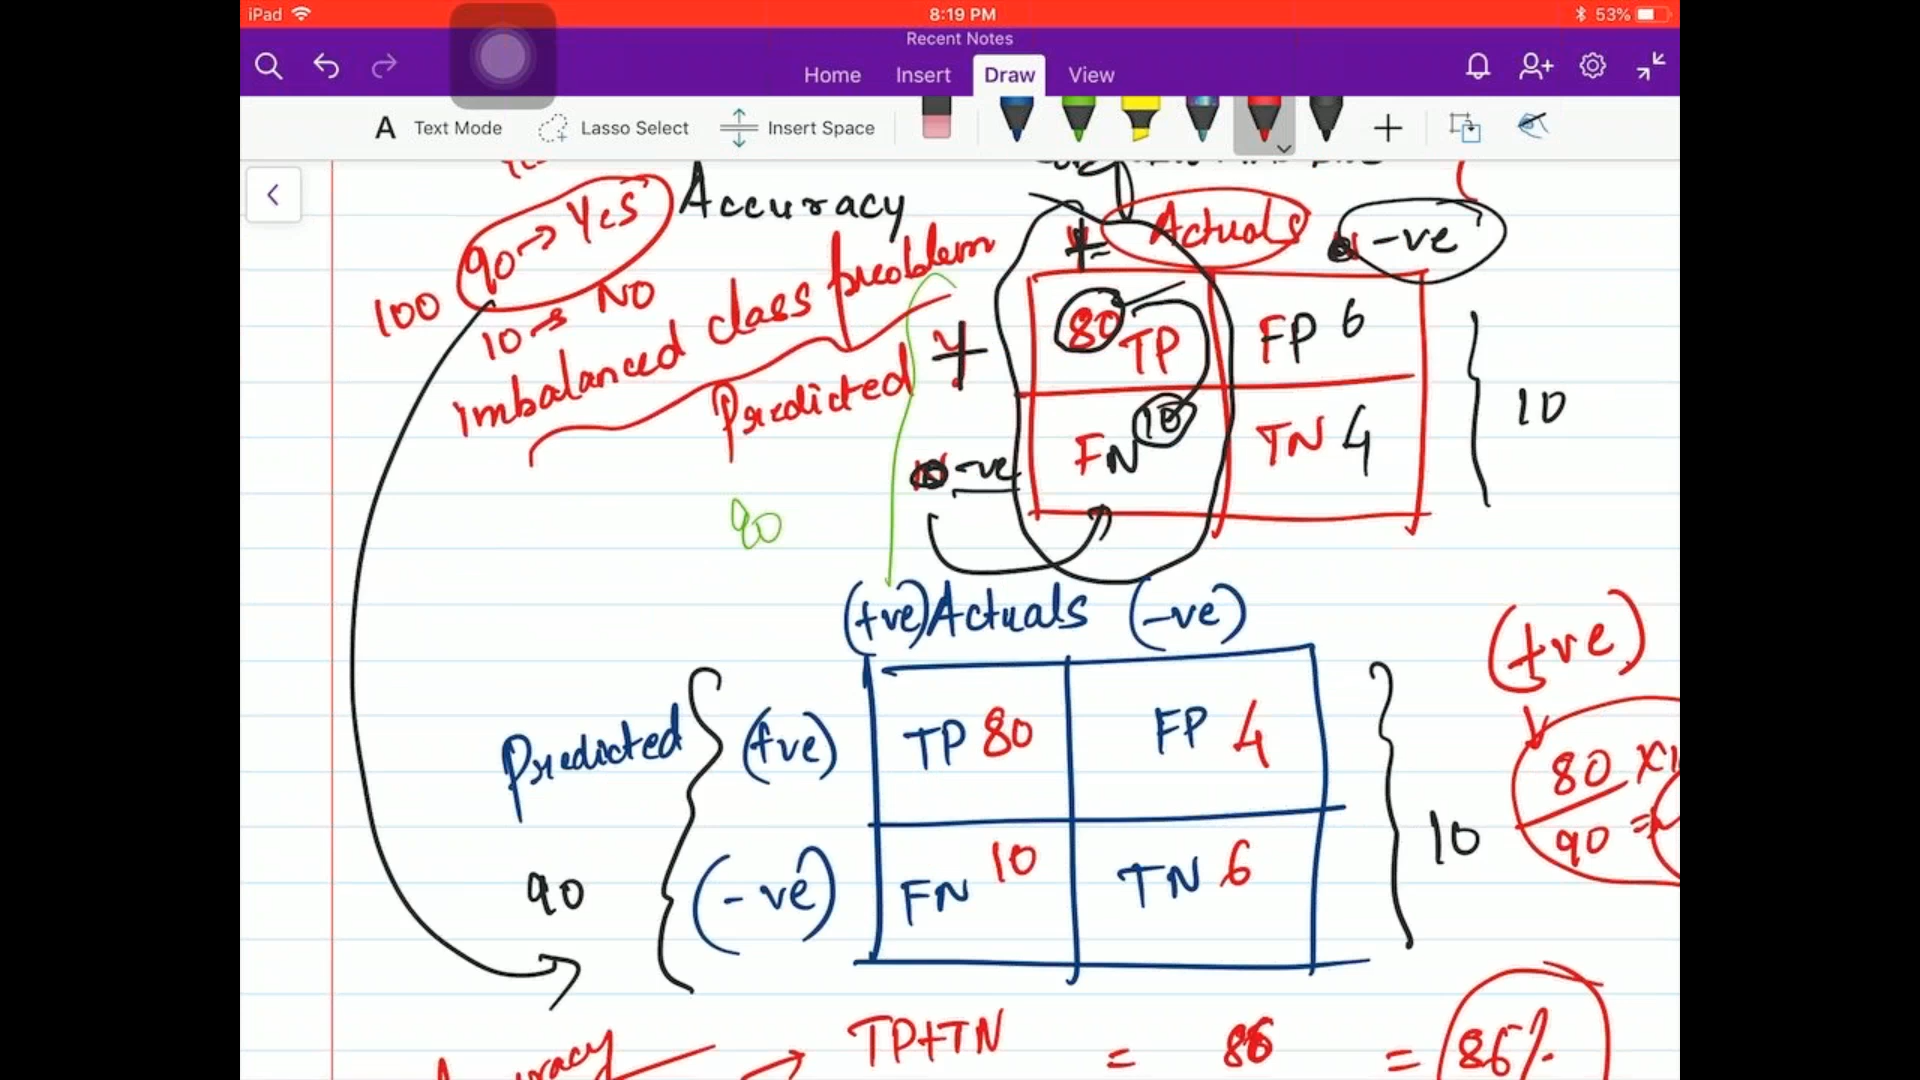 iPad 8:19 PM 53%
Recent Notes
Home Insert Draw View
A Text Mode Lasso Select Insert Space
Accuracy
90 → Yes
+ Actuals -ve
100 10 → NO
imbalanced class problem
80 TP FP 6
Predicted +
10
FN 10 TN 4
-ve
90
(+ve) Actuals (-ve)
(+ve)
Predicted (+ve) TP 80 FP 4
80 X1
90 =
10
90 (-ve) FN 10 TN 6
TP+TN = 86 = 86%